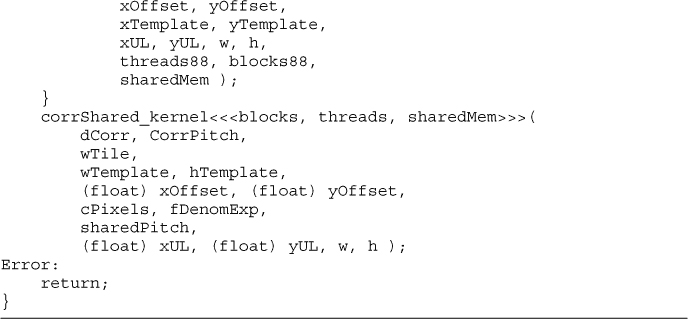 xOffset, yOffset,
xTemplate, yTemplate,
xUL, yUL, w, h,
threads88, blocks88,
sharedMem );
}
corrShared_kernel<<<blocks, threads, sharedMem>>>(
dCorr, CorrPitch,
wTile,
wTemplate, hTemplate,
(float) xOffset, (float) yOffset,
cPixels, fDenomExp,
sharedPitch,
(float) xUL, (float) yUL, w, h );
Error:
return;
}